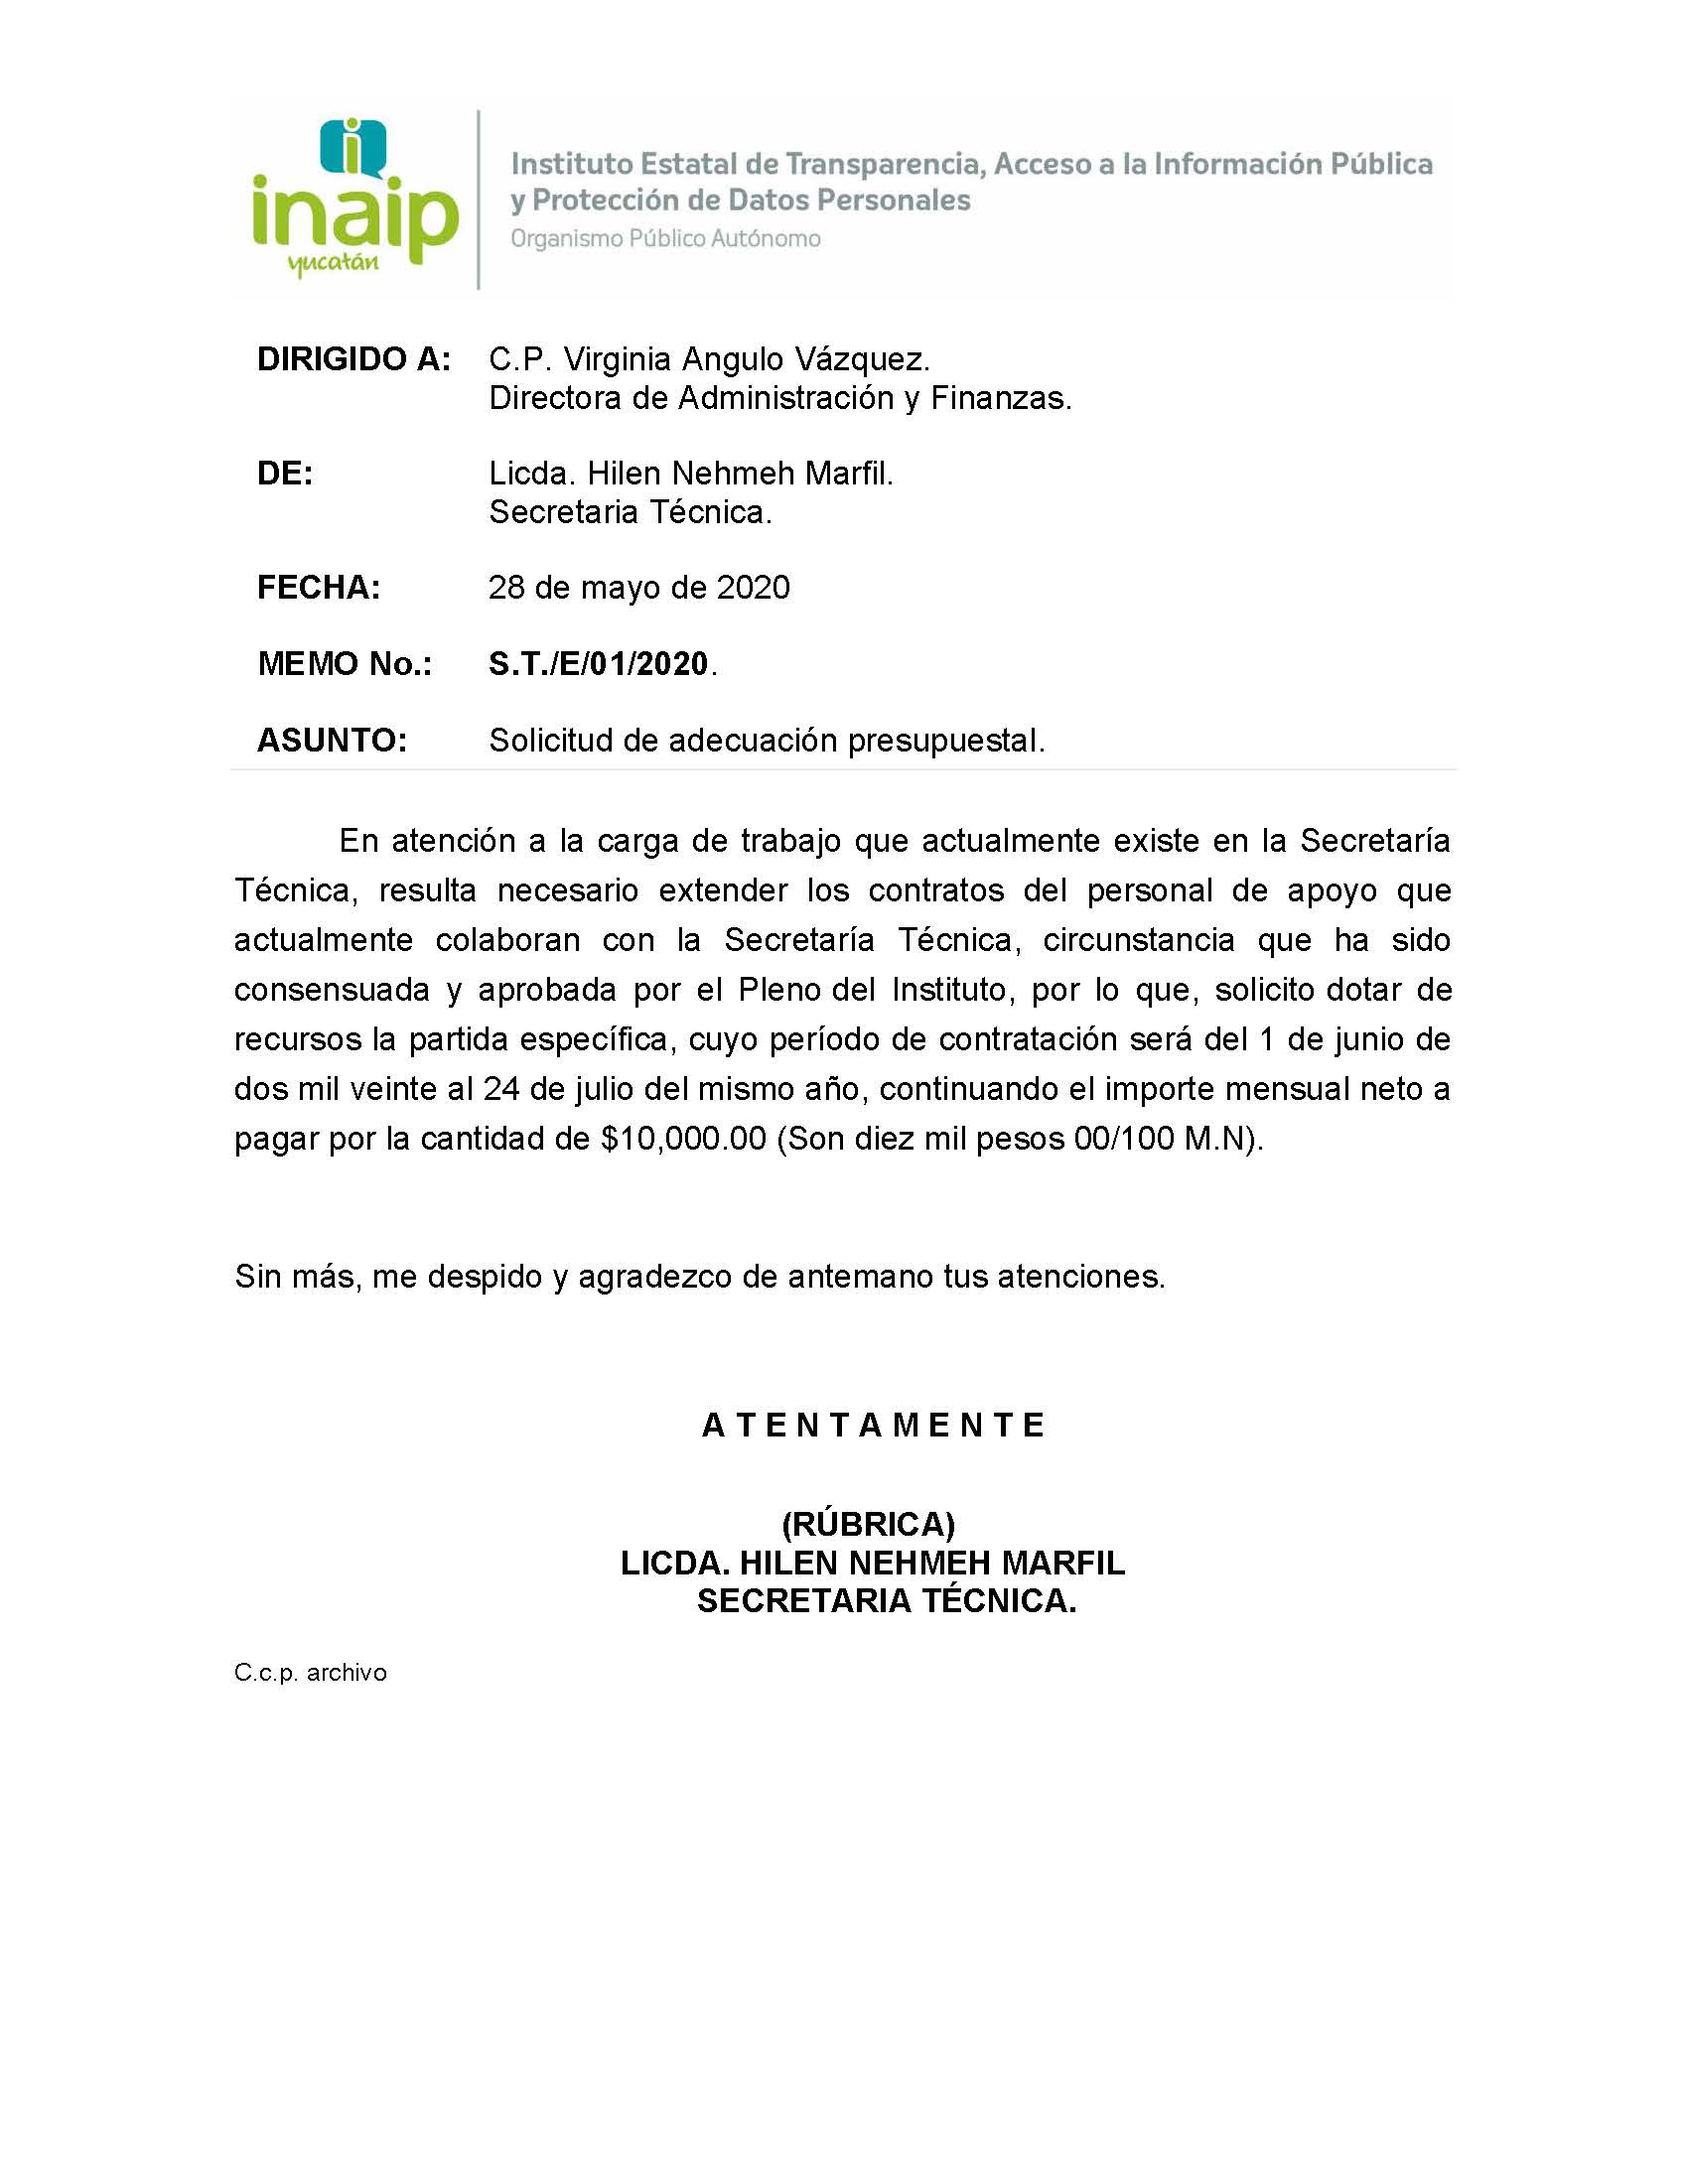 i
inaip
yucatán
Instituto Estatal de Transparencia, Acceso a la Información Pública
y Protección de Datos Personales
Organismo Público Autónomo
DIRIGIDO A: C.P. Virginia Angulo Vázquez.
Directora de Administración y Finanzas.
DE: Licda. Hilen Nehmeh Marfil.
Secretaria Técnica.
FECHA: 28 de mayo de 2020
MEMO No.: S.T./E/01/2020.
ASUNTO: Solicitud de adecuación presupuestal.
En atención a la carga de trabajo que actualmente existe en la Secretaría
Técnica, resulta necesario extender los contratos del personal de apoyo que
actualmente colaboran con la Secretaría Técnica, circunstancia que ha sido
consensuada y aprobada por el Pleno del Instituto, por lo que, solicito dotar de
recursos la partida específica, cuyo período de contratación será del 1 de junio de
dos mil veinte al 24 de julio del mismo año, continuando el importe mensual neto a
pagar por la cantidad de $10,000.00 (Son diez mil pesos 00/100 M.N).
Sin más, me despido y agradezco de antemano tus atenciones.
A T E N T A M E N T E
(RÚBRICA)
LICDA. HILEN NEHMEH MARFIL
SECRETARIA TÉCNICA.
C.c.p. archivo